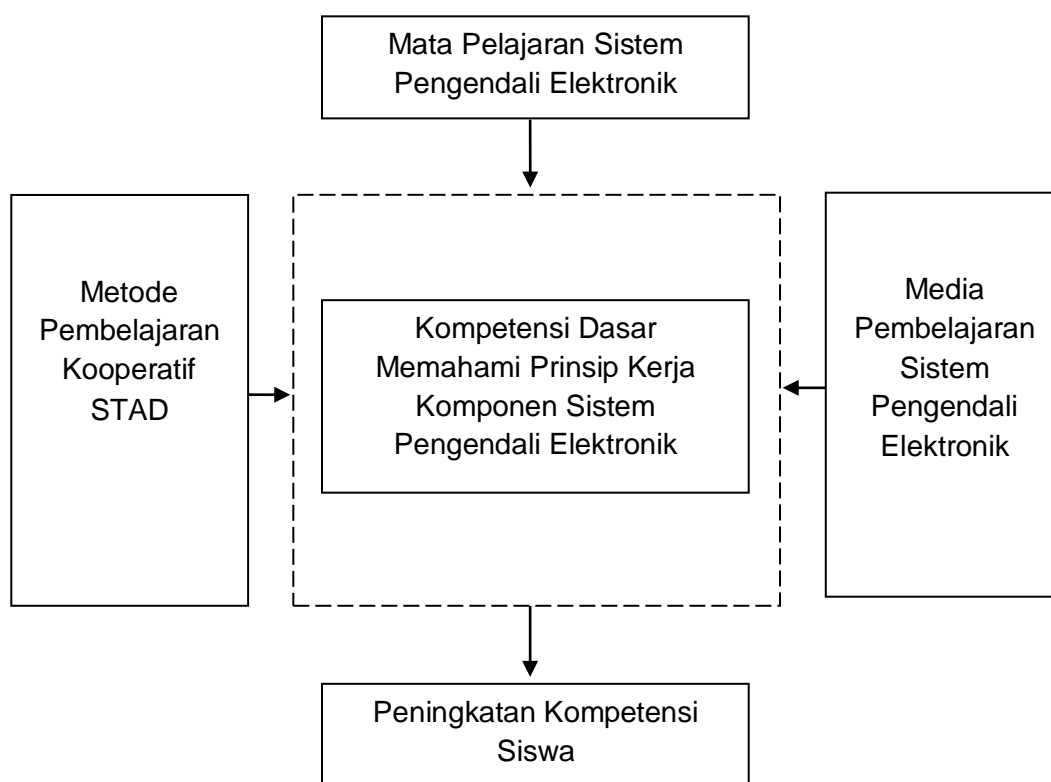 Mata Pelajaran Sistem
Pengendali Elektronik
Metode
Pembelajaran
Kooperatif
STAD
Kompetensi Dasar
Memahami Prinsip Kerja
Komponen Sistem
Pengendali Elektronik
Media
Pembelajaran
Sistem
Pengendali
Elektronik
Peningkatan Kompetensi
Siswa